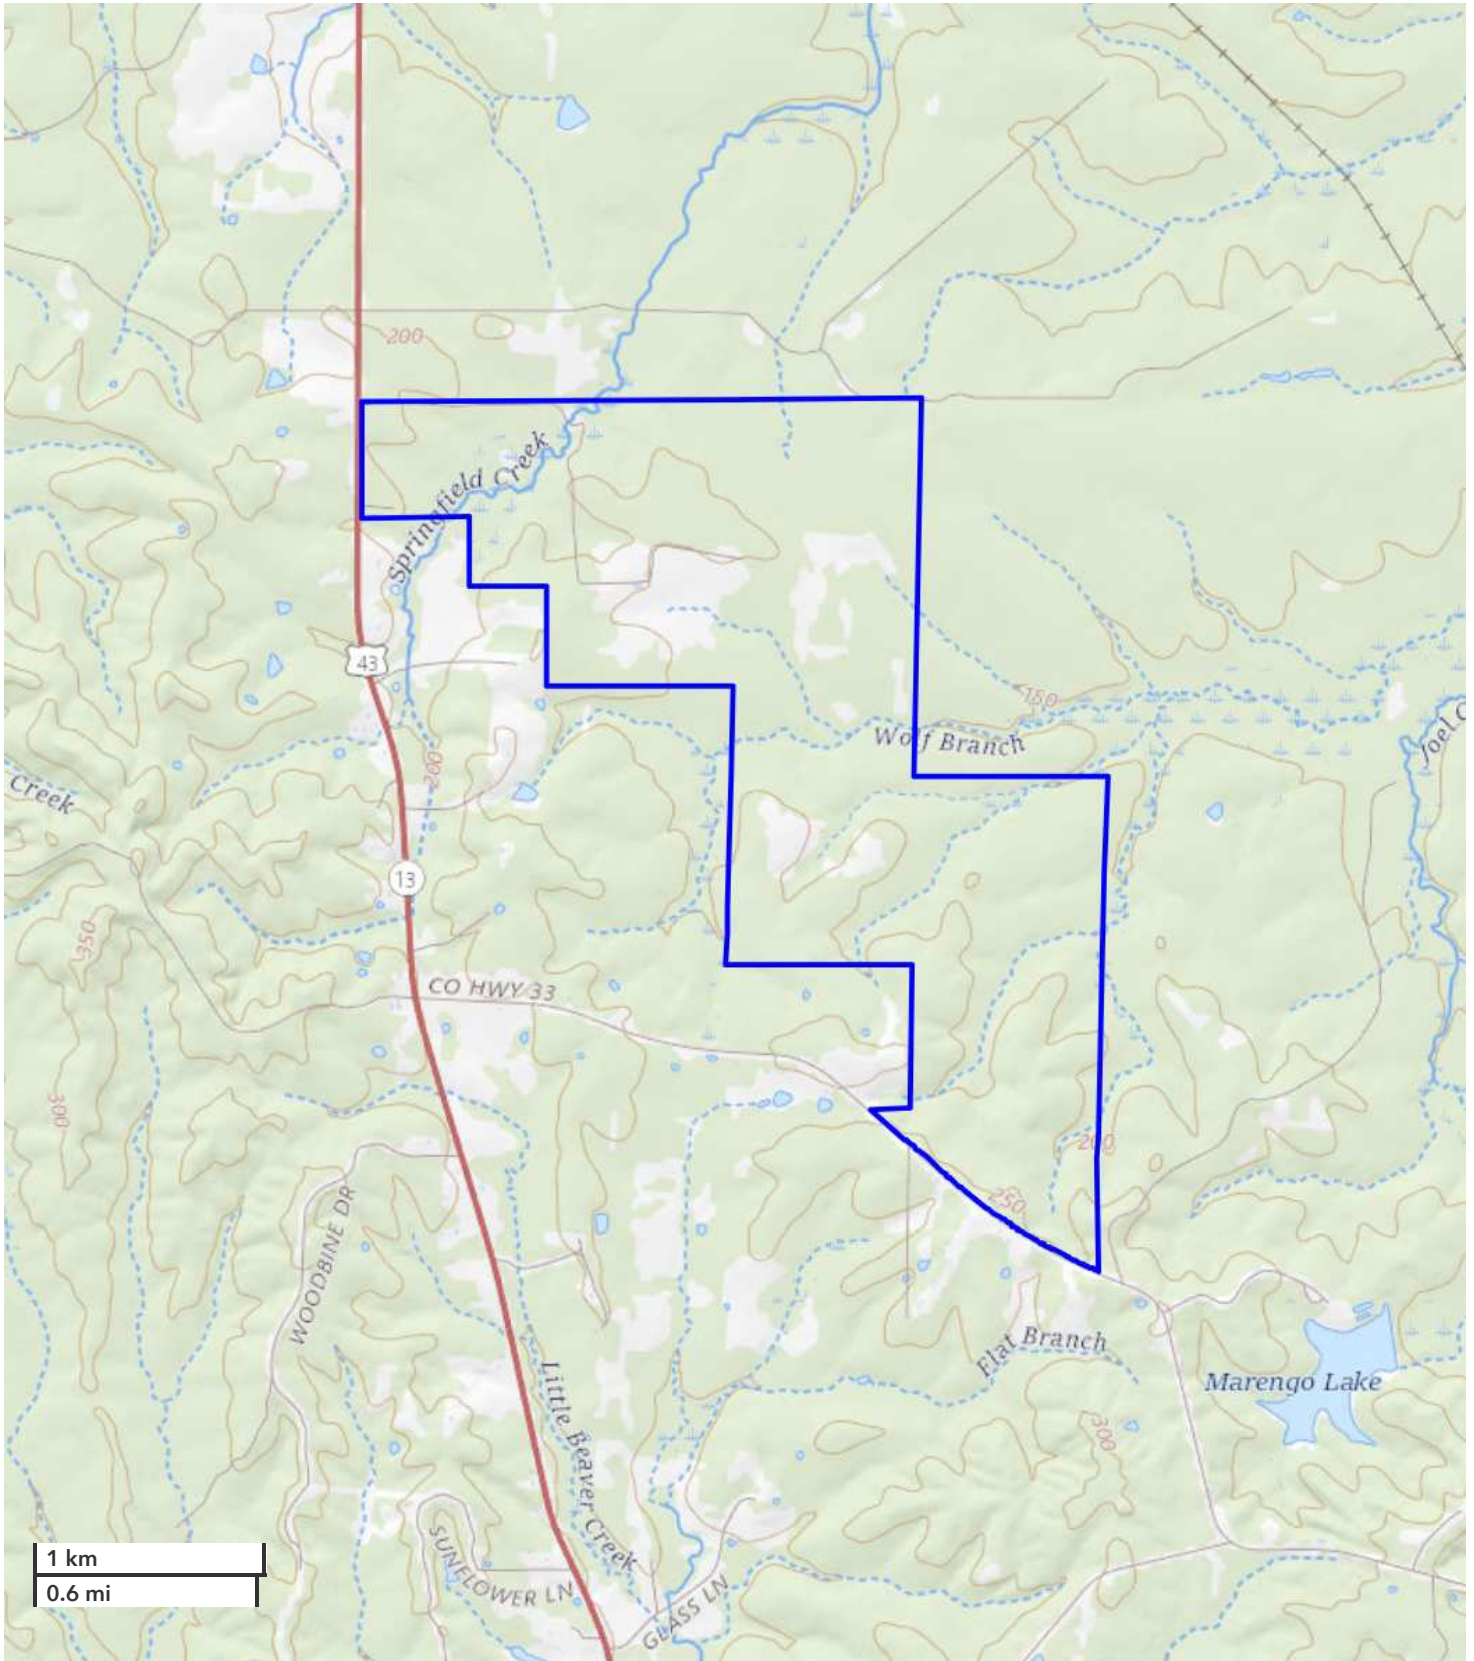 200
Springfield Creek
43
150
Wolf Branch
Joel C
200
Creek
13
350
CO HWY 33
300
200
250
WOODBINE DR
Flat Branch
Marengo Lake
Little Beaver Creek
300
SUNFLOWER LN
GLASS LN
1 km
0.6 mi